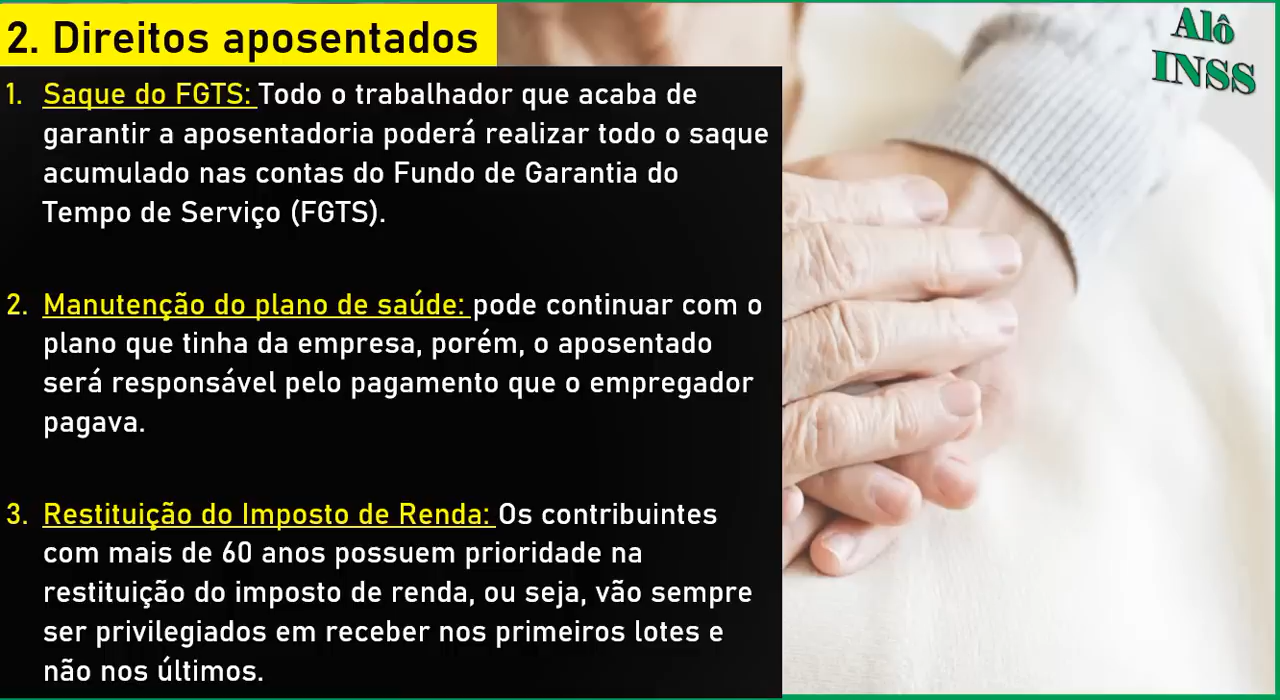 2. Direitos aposentados
Alô
INSS
1. Saque do FGTS: Todo o trabalhador que acaba de
garantir a aposentadoria poderá realizar todo o saque
acumulado nas contas do Fundo de Garantia do
Tempo de Serviço (FGTS).
2. Manutenção do plano de saúde: pode continuar com o
plano que tinha da empresa, porém, o aposentado
será responsável pelo pagamento que o empregador
pagava.
3. Restituição do Imposto de Renda: Os contribuintes
com mais de 60 anos possuem prioridade na
restituição do imposto de renda, ou seja, vão sempre
ser privilegiados em receber nos primeiros lotes e
não nos últimos.